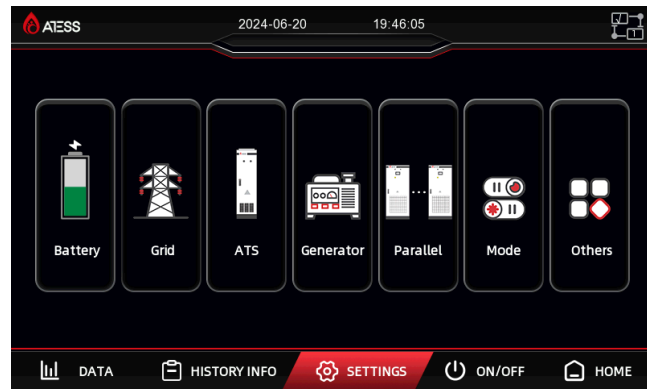 ATESS 2024-06-20 19:46:05
Battery Grid ATS Generator Parallel Mode Others
DATA HISTORY INFO SETTINGS ON/OFF HOME